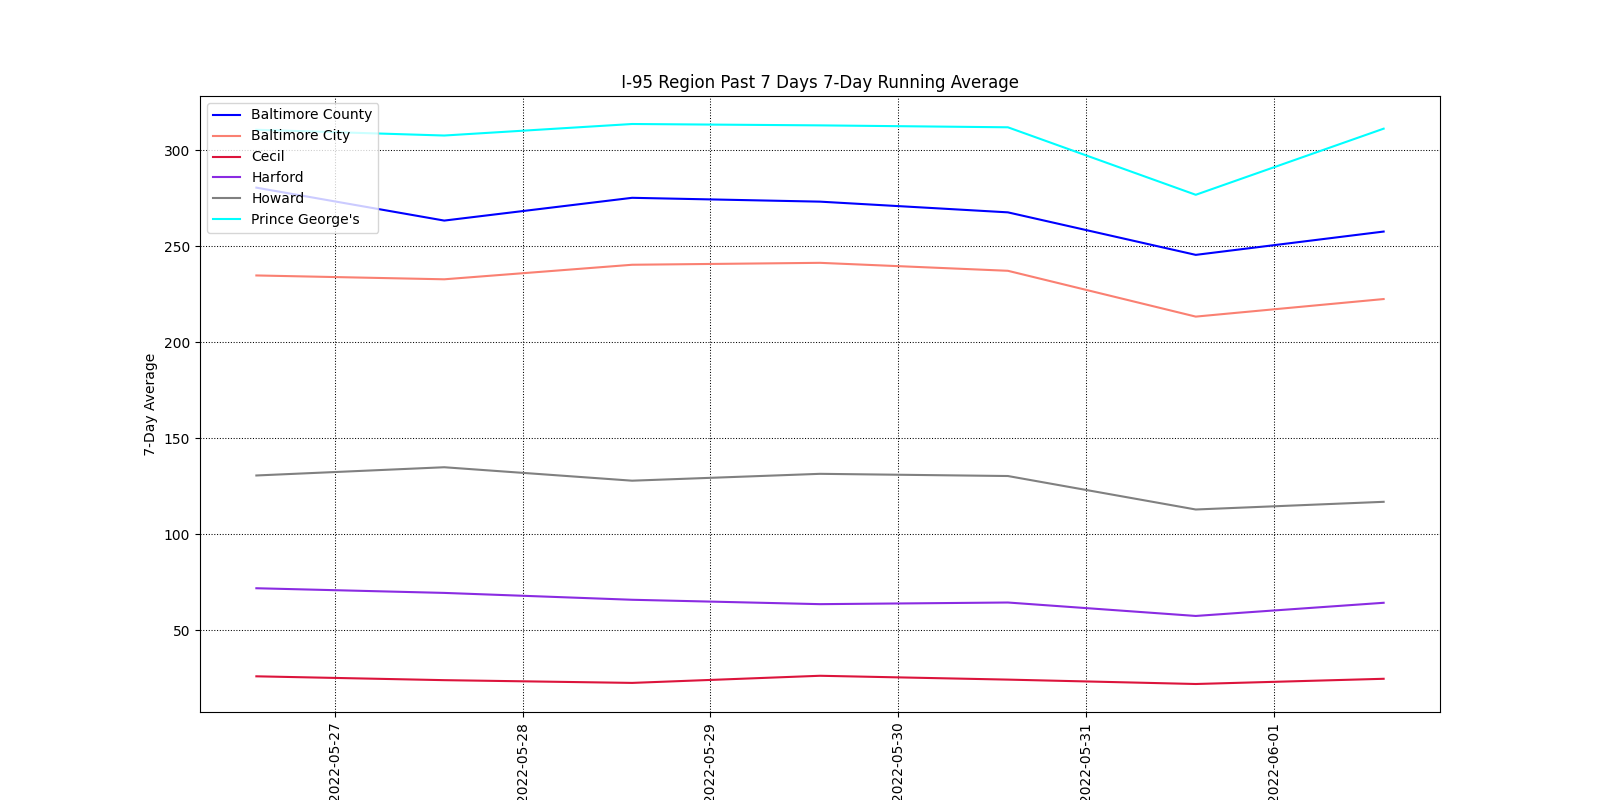 I-95 Region Past 7 Days 7-Day Running Average
Baltimore County
Baltimore City
Cecil
Harford
Howard
Prince George's
300
250
200
150
100
50
7-Day Average
2022-05-27
2022-05-28
2022-05-29
2022-05-30
2022-05-31
2022-06-01